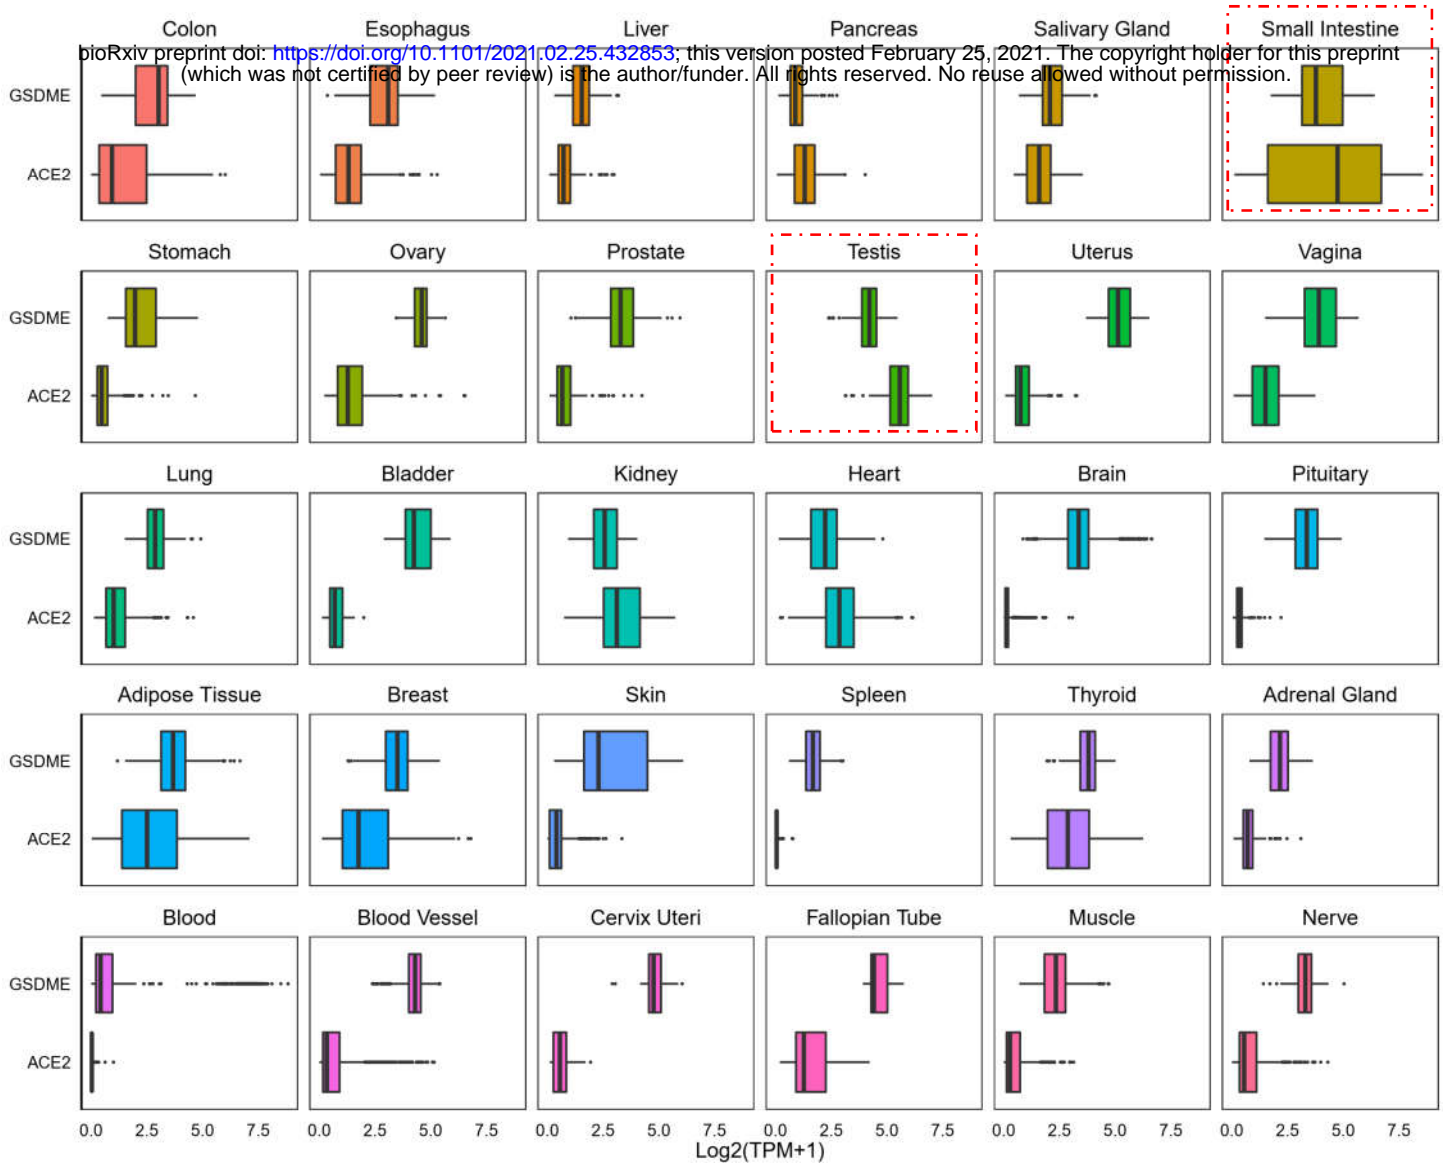 Colon Esophagus Liver Pancreas Salivary Gland Small Intestine
bioRxiv preprint doi: https://doi.org/10.1101/2021.02.25.432853; this version posted February 25, 2021. The copyright holder for this preprint
(which was not certified by peer review) is the author/funder. All rights reserved. No reuse allowed without permission.
GSDME
ACE2
Stomach Ovary Prostate Testis Uterus Vagina
GSDME
ACE2
Lung Bladder Kidney Heart Brain Pituitary
GSDME
ACE2
Adipose Tissue Breast Skin Spleen Thyroid Adrenal Gland
GSDME
ACE2
Blood Blood Vessel Cervix Uteri Fallopian Tube Muscle Nerve
GSDME
ACE2
0.0 2.5 5.0 7.5 0.0 2.5 5.0 7.5 0.0 2.5 5.0 7.5 0.0 2.5 5.0 7.5 0.0 2.5 5.0 7.5 0.0 2.5 5.0 7.5
Log2(TPM+1)